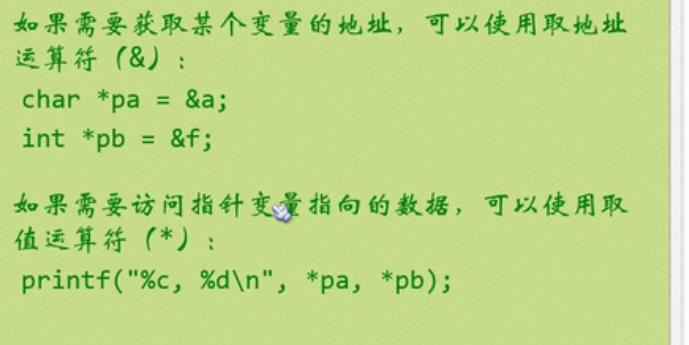 如果需要获取某个变量的地址，可以使用取地址
运算符（&）：
char *pa = &a;
int *pb = &f;
如果需要访问指针变量指向的数据，可以使用取
值运算符（*）：
printf("%c, %d\n", *pa, *pb);